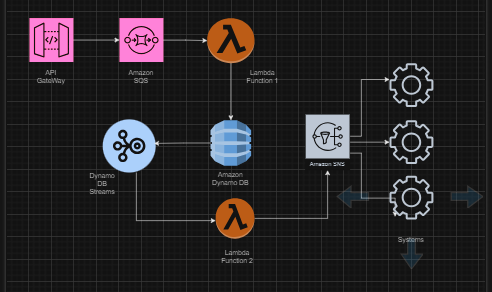 API
GateWay
Amazon
SQS
Lambda
Function 1
Dynamo
DB
Streams
Amazon
Dynamo DB
Amazon SNS
Lambda
Function 2
Systems